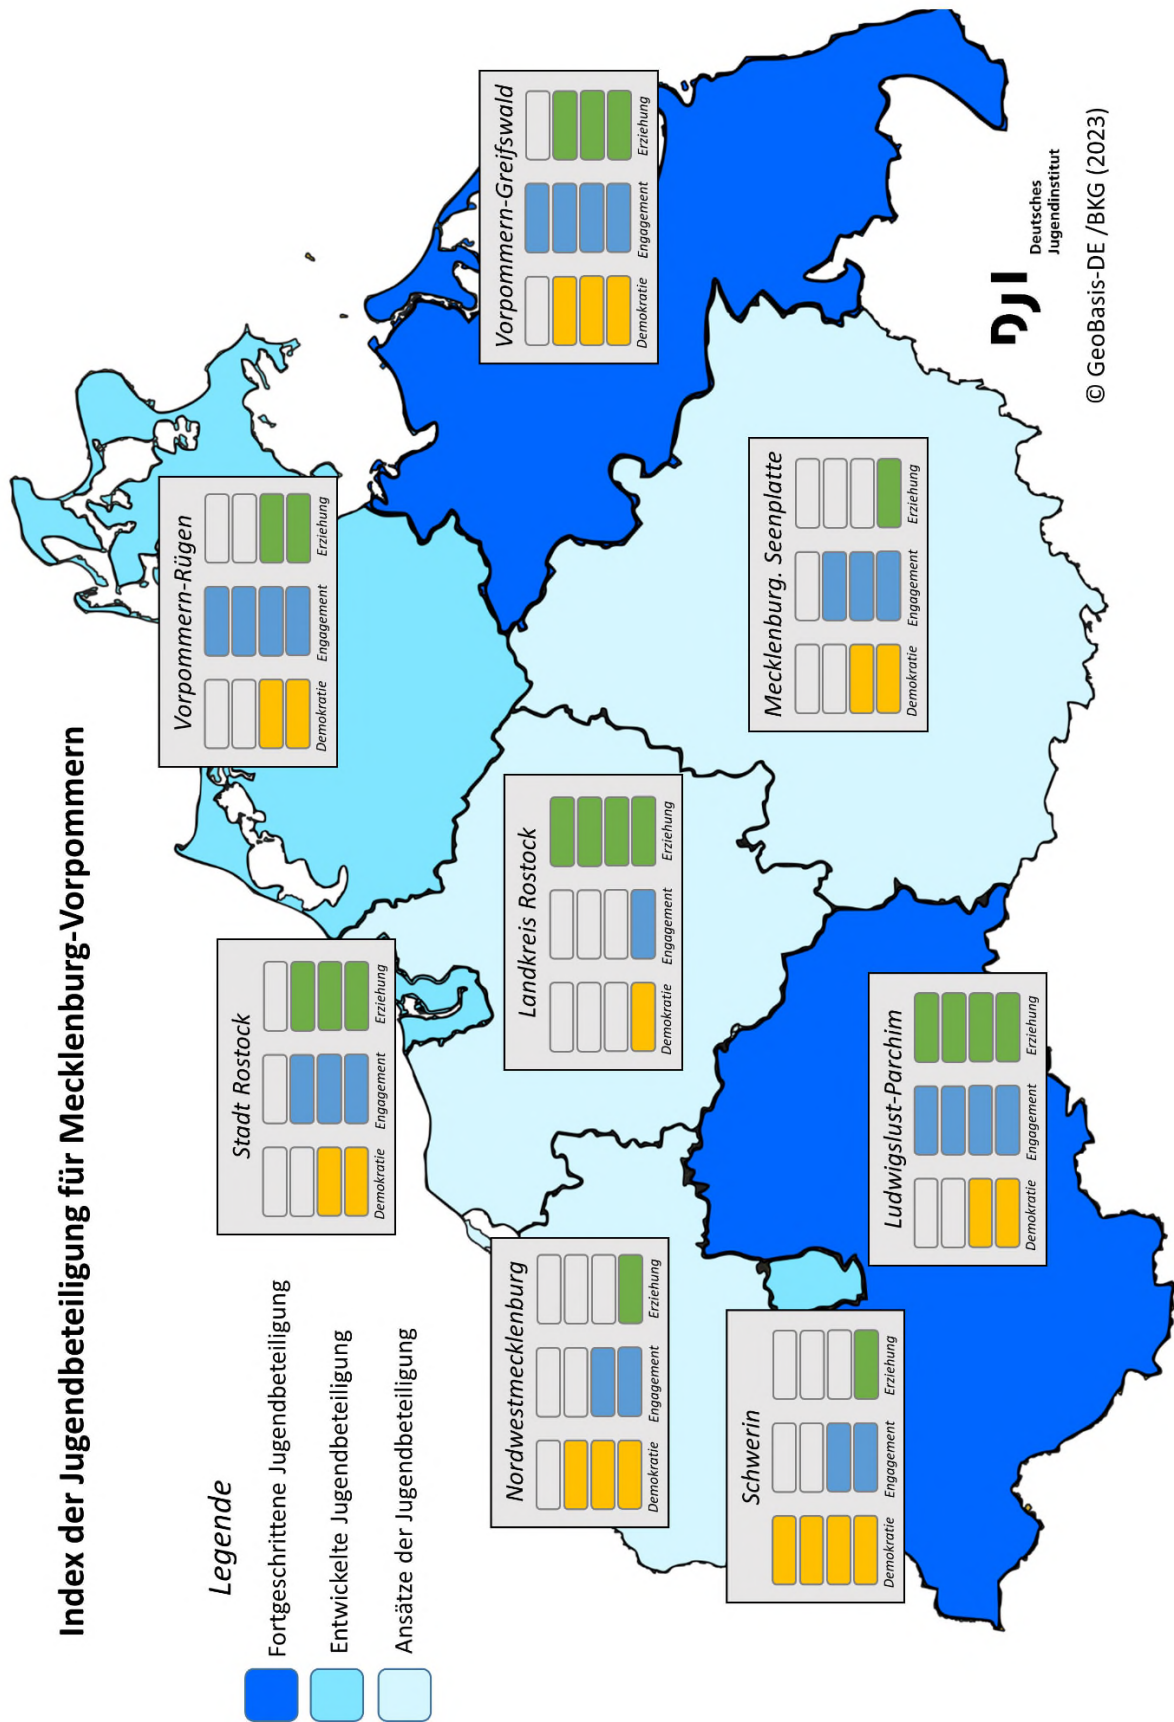 Index der Jugendbeteiligung für Mecklenburg-Vorpommern
Legende
Fortgeschrittene Jugendbeteiligung
Entwickelte Jugendbeteiligung
Ansätze der Jugendbeteiligung
Vorpommern-Rügen
Demokratie Engagement Erziehung
Stadt Rostock
Demokratie Engagement Erziehung
Vorpommern-Greifswald
Demokratie Engagement Erziehung
Nordwestmecklenburg
Demokratie Engagement Erziehung
Landkreis Rostock
Demokratie Engagement Erziehung
Schwerin
Demokratie Engagement Erziehung
Mecklenburg. Seenplatte
Demokratie Engagement Erziehung
Ludwigslust-Parchim
Demokratie Engagement Erziehung
DJI
Deutsches
Jugendinstitut
© GeoBasis-DE /BKG (2023)